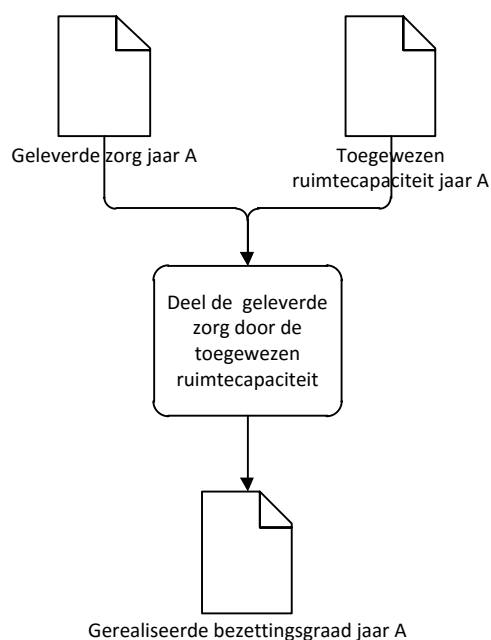 Geleverde zorg jaar A
Toegewezen
ruimtecapaciteit jaar A
Deel de geleverde
zorg door de
toegewezen
ruimtecapaciteit
Gerealiseerde bezettingsgraad jaar A